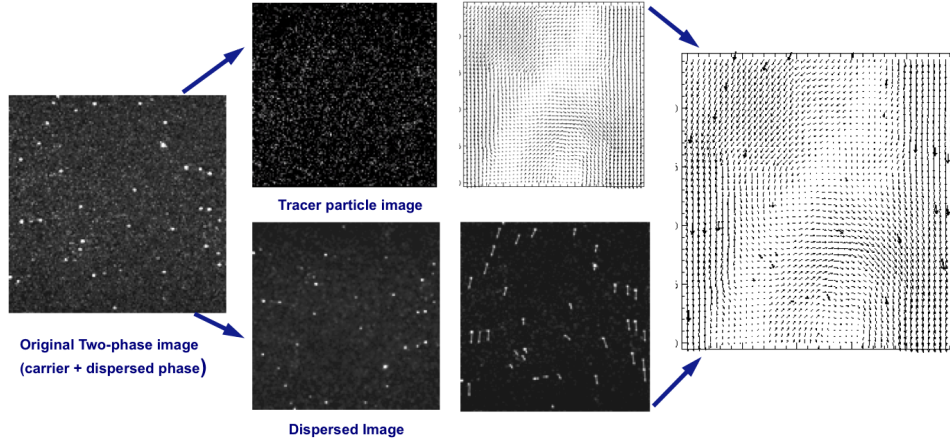 Tracer particle image
Original Two-phase image
(carrier + dispersed phase)
Dispersed Image